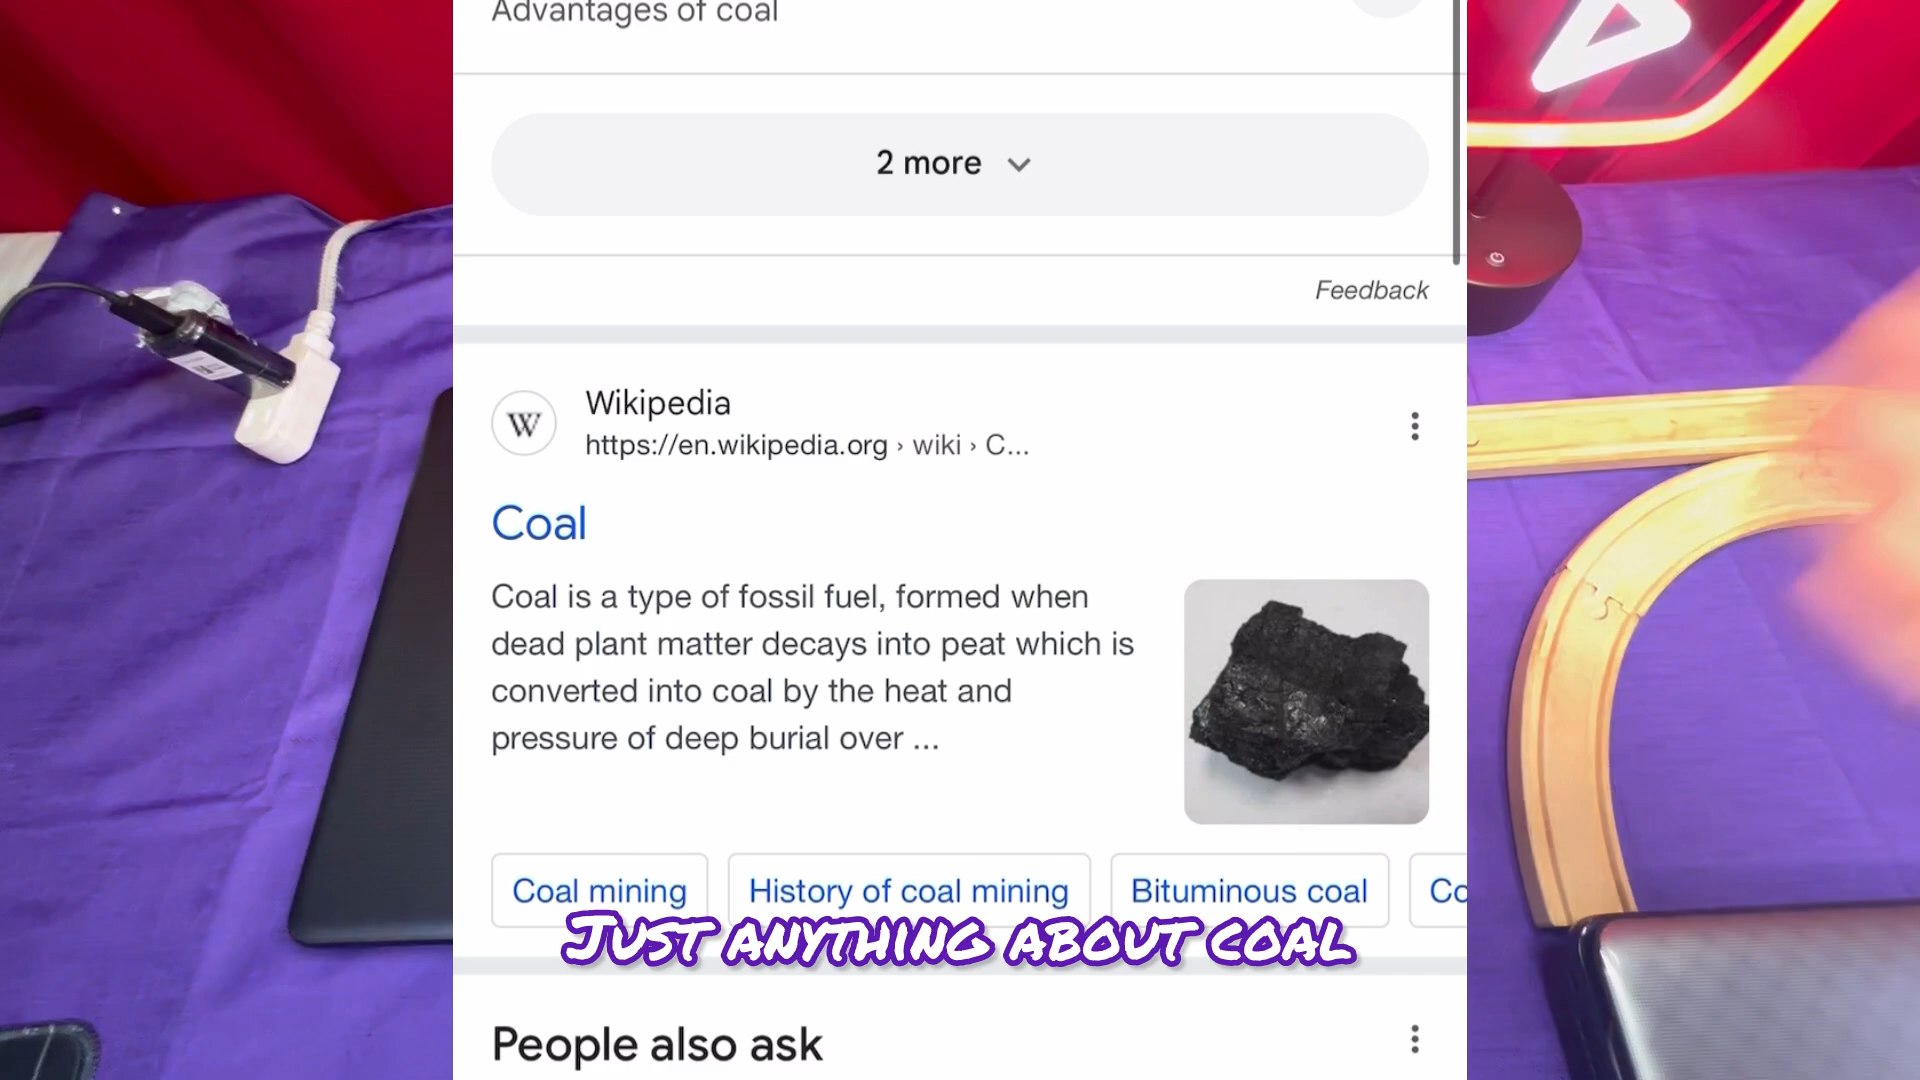 Advantages of coal
2 more
Feedback
Wikipedia
https://en.wikipedia.org › wiki › C...
Coal
Coal is a type of fossil fuel, formed when
dead plant matter decays into peat which is
converted into coal by the heat and
pressure of deep burial over ...
Coal mining
History of coal mining
Bituminous coal
Co
Just anything about coal
People also ask